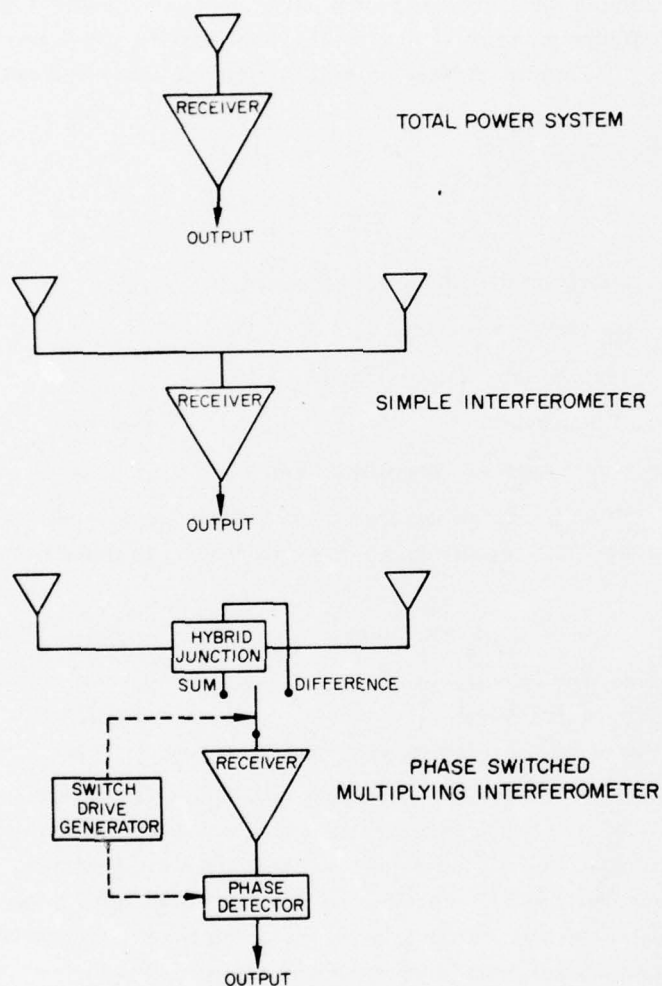 RECEIVER
TOTAL POWER SYSTEM
OUTPUT
RECEIVER
SIMPLE INTERFEROMETER
OUTPUT
HYBRID
JUNCTION
SUM
DIFFERENCE
RECEIVER
PHASE SWITCHED
MULTIPLYING INTERFEROMETER
SWITCH
DRIVE
GENERATOR
PHASE
DETECTOR
OUTPUT